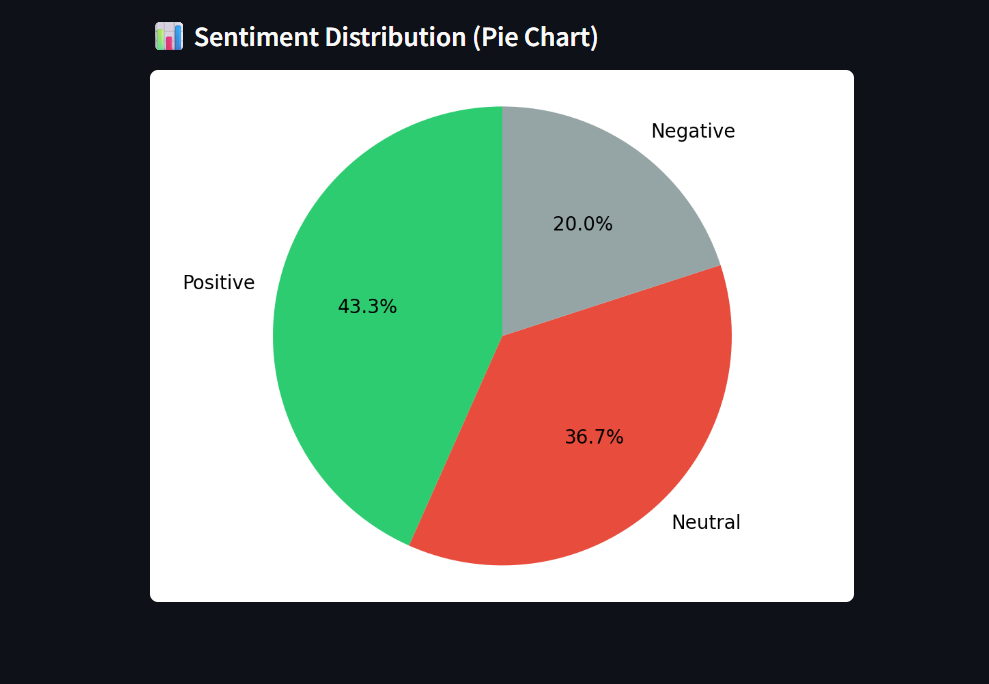 Sentiment Distribution (Pie Chart)
Negative
20.0%
Positive
43.3%
36.7%
Neutral